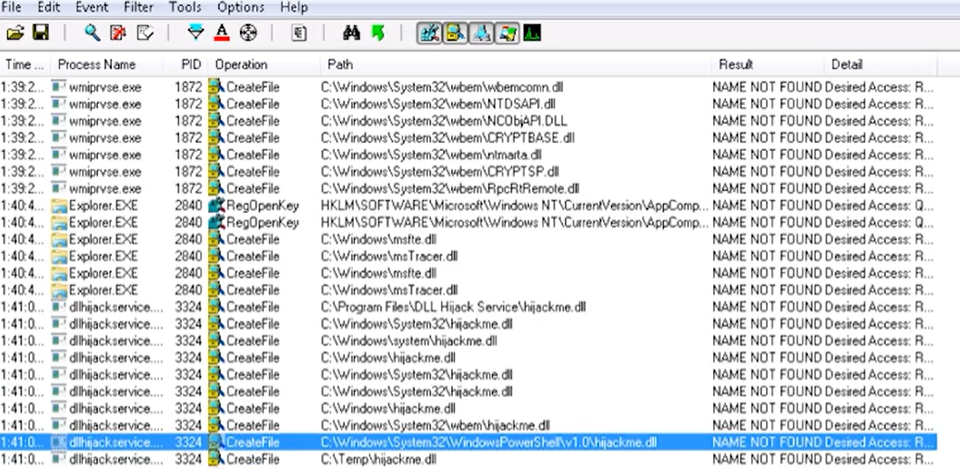 File Edit Event Filter Tools Options Help
Time ... Process Name PID Operation Path Result Detail
1:39:2... wmiprvse.exe 1872 CreateFile C:\Windows\System32\wbem\wbemcomn.dll NAME NOT FOUND Desired Access: R...
1:39:2... wmiprvse.exe 1872 CreateFile C:\Windows\System32\wbem\NTDSAPI.dll NAME NOT FOUND Desired Access: R...
1:39:2... wmiprvse.exe 1872 CreateFile C:\Windows\System32\wbem\NCObjAPI.DLL NAME NOT FOUND Desired Access: R...
1:39:2... wmiprvse.exe 1872 CreateFile C:\Windows\System32\wbem\CRYPTBASE.dll NAME NOT FOUND Desired Access: R...
1:39:2... wmiprvse.exe 1872 CreateFile C:\Windows\System32\wbem\ntmarta.dll NAME NOT FOUND Desired Access: R...
1:39:2... wmiprvse.exe 1872 CreateFile C:\Windows\System32\wbem\CRYPTSP.dll NAME NOT FOUND Desired Access: R...
1:39:2... wmiprvse.exe 1872 CreateFile C:\Windows\System32\wbem\RpcRtRemote.dll NAME NOT FOUND Desired Access: R...
1:40:4... Explorer.EXE 2840 RegOpenKey HKLM\SOFTWARE\Microsoft\Windows NT\CurrentVersion\AppComp... NAME NOT FOUND Desired Access: Q...
1:40:4... Explorer.EXE 2840 RegOpenKey HKLM\SOFTWARE\Microsoft\Windows NT\CurrentVersion\AppComp... NAME NOT FOUND Desired Access: Q...
1:40:4... Explorer.EXE 2840 CreateFile C:\Windows\msfte.dll NAME NOT FOUND Desired Access: R...
1:40:4... Explorer.EXE 2840 CreateFile C:\Windows\msTracer.dll NAME NOT FOUND Desired Access: R...
1:40:4... Explorer.EXE 2840 CreateFile C:\Windows\msfte.dll NAME NOT FOUND Desired Access: R...
1:40:4... Explorer.EXE 2840 CreateFile C:\Windows\msTracer.dll NAME NOT FOUND Desired Access: R...
1:41:0... dllhijackservice.... 3324 CreateFile C:\Program Files\DLL Hijack Service\hijackme.dll NAME NOT FOUND Desired Access: R...
1:41:0... dllhijackservice.... 3324 CreateFile C:\Windows\System32\hijackme.dll NAME NOT FOUND Desired Access: R...
1:41:0... dllhijackservice.... 3324 CreateFile C:\Windows\system\hijackme.dll NAME NOT FOUND Desired Access: R...
1:41:0... dllhijackservice.... 3324 CreateFile C:\Windows\hijackme.dll NAME NOT FOUND Desired Access: R...
1:41:0... dllhijackservice.... 3324 CreateFile C:\Windows\System32\hijackme.dll NAME NOT FOUND Desired Access: R...
1:41:0... dllhijackservice.... 3324 CreateFile C:\Windows\System32\hijackme.dll NAME NOT FOUND Desired Access: R...
1:41:0... dllhijackservice.... 3324 CreateFile C:\Windows\hijackme.dll NAME NOT FOUND Desired Access: R...
1:41:0... dllhijackservice.... 3324 CreateFile C:\Windows\System32\wbem\hijackme.dll NAME NOT FOUND Desired Access: R...
1:41:0... dllhijackservice.... 3324 CreateFile C:\Windows\System32\WindowsPowerShell\v1.0\hijackme.dll NAME NOT FOUND Desired Access: R...
1:41:0... dllhijackservice.... 3324 CreateFile C:\Temp\hijackme.dll NAME NOT FOUND Desired Access: R...